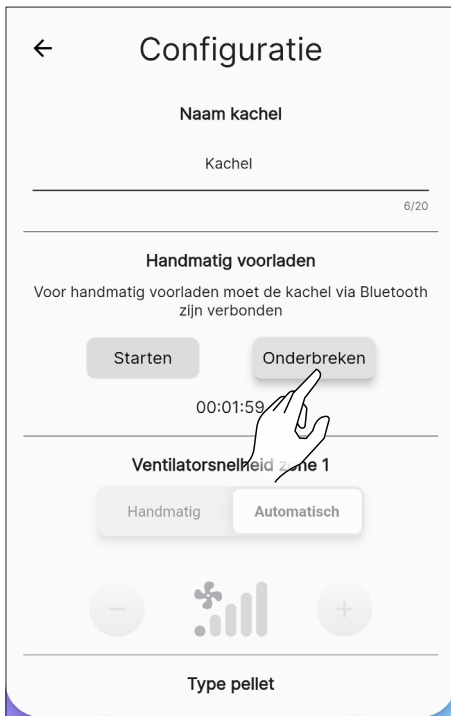 Configuratie
Naam kachel
Kachel
6/20
Handmatig voorladen
Voor handmatig voorladen moet de kachel via Bluetooth
zijn verbonden
Starten Onderbreken
00:01:59
Ventilatorsnelheid zone 1
Handmatig Automatisch
Type pellet